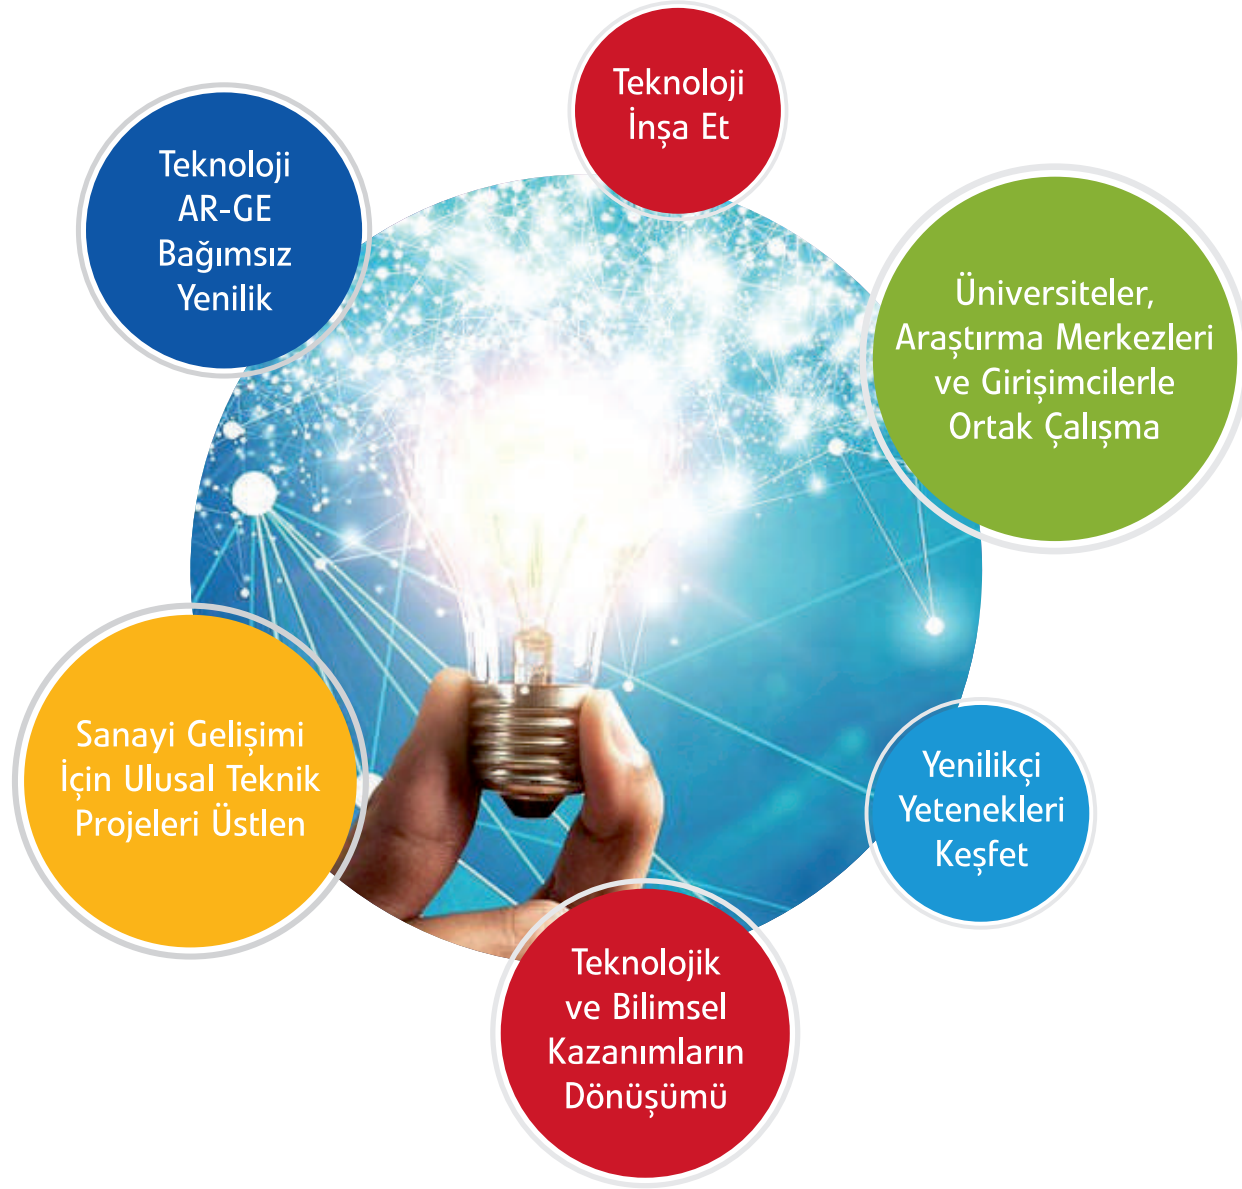 Teknoloji
İnşa Et
Teknoloji
AR-GE
Bağımsız
Yenilik
Üniversiteler,
Araştırma Merkezleri
ve Girişimcilerle
Ortak Çalışma
Sanayi Gelişimi
İçin Ulusal Teknik
Projeleri Üstlen
Yenilikçi
Yetenekleri
Keşfet
Teknolojik
ve Bilimsel
Kazanımların
Dönüşümü